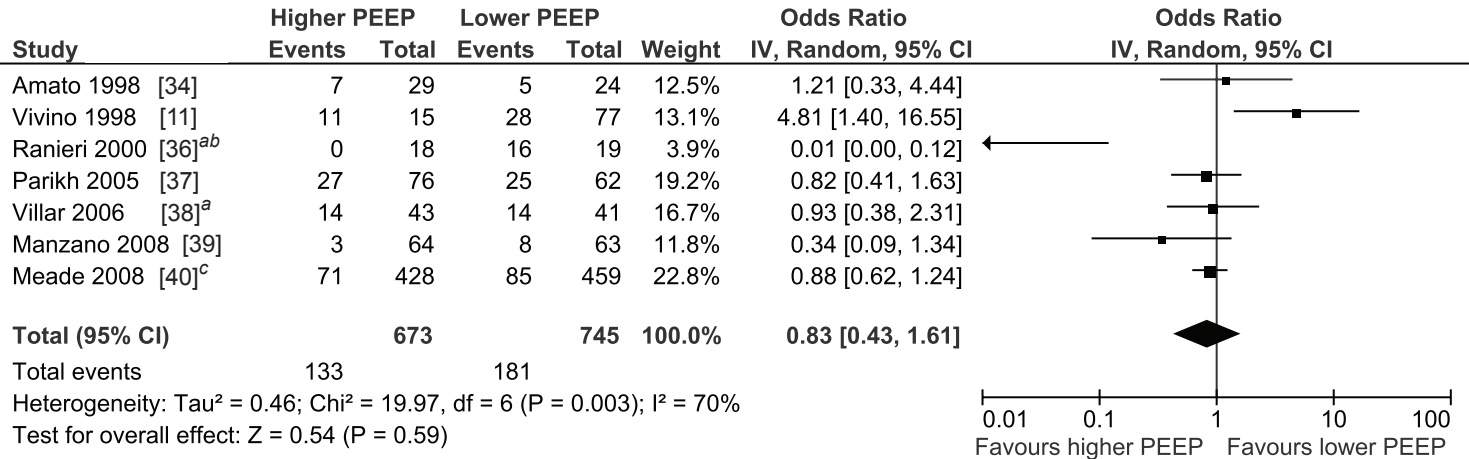 Higher PEEP Lower PEEP Odds Ratio Odds Ratio
Study Events Total Events Total Weight IV, Random, 95% CI IV, Random, 95% CI
Amato 1998 [34] 7 29 5 24 12.5% 1.21 [0.33, 4.44]
Vivino 1998 [11] 11 15 28 77 13.1% 4.81 [1.40, 16.55]
Ranieri 2000 [36]ab 0 18 16 19 3.9% 0.01 [0.00, 0.12]
Parikh 2005 [37] 27 76 25 62 19.2% 0.82 [0.41, 1.63]
Villar 2006 [38]a 14 43 14 41 16.7% 0.93 [0.38, 2.31]
Manzano 2008 [39] 3 64 8 63 11.8% 0.34 [0.09, 1.34]
Meade 2008 [40]c 71 428 85 459 22.8% 0.88 [0.62, 1.24]
Total (95% CI) 673 745 100.0% 0.83 [0.43, 1.61]
Total events 133 181
Heterogeneity: Tau² = 0.46; Chi² = 19.97, df = 6 (P = 0.003); I² = 70%
Test for overall effect: Z = 0.54 (P = 0.59)
0.01 0.1 1 10 100
Favours higher PEEP Favours lower PEEP